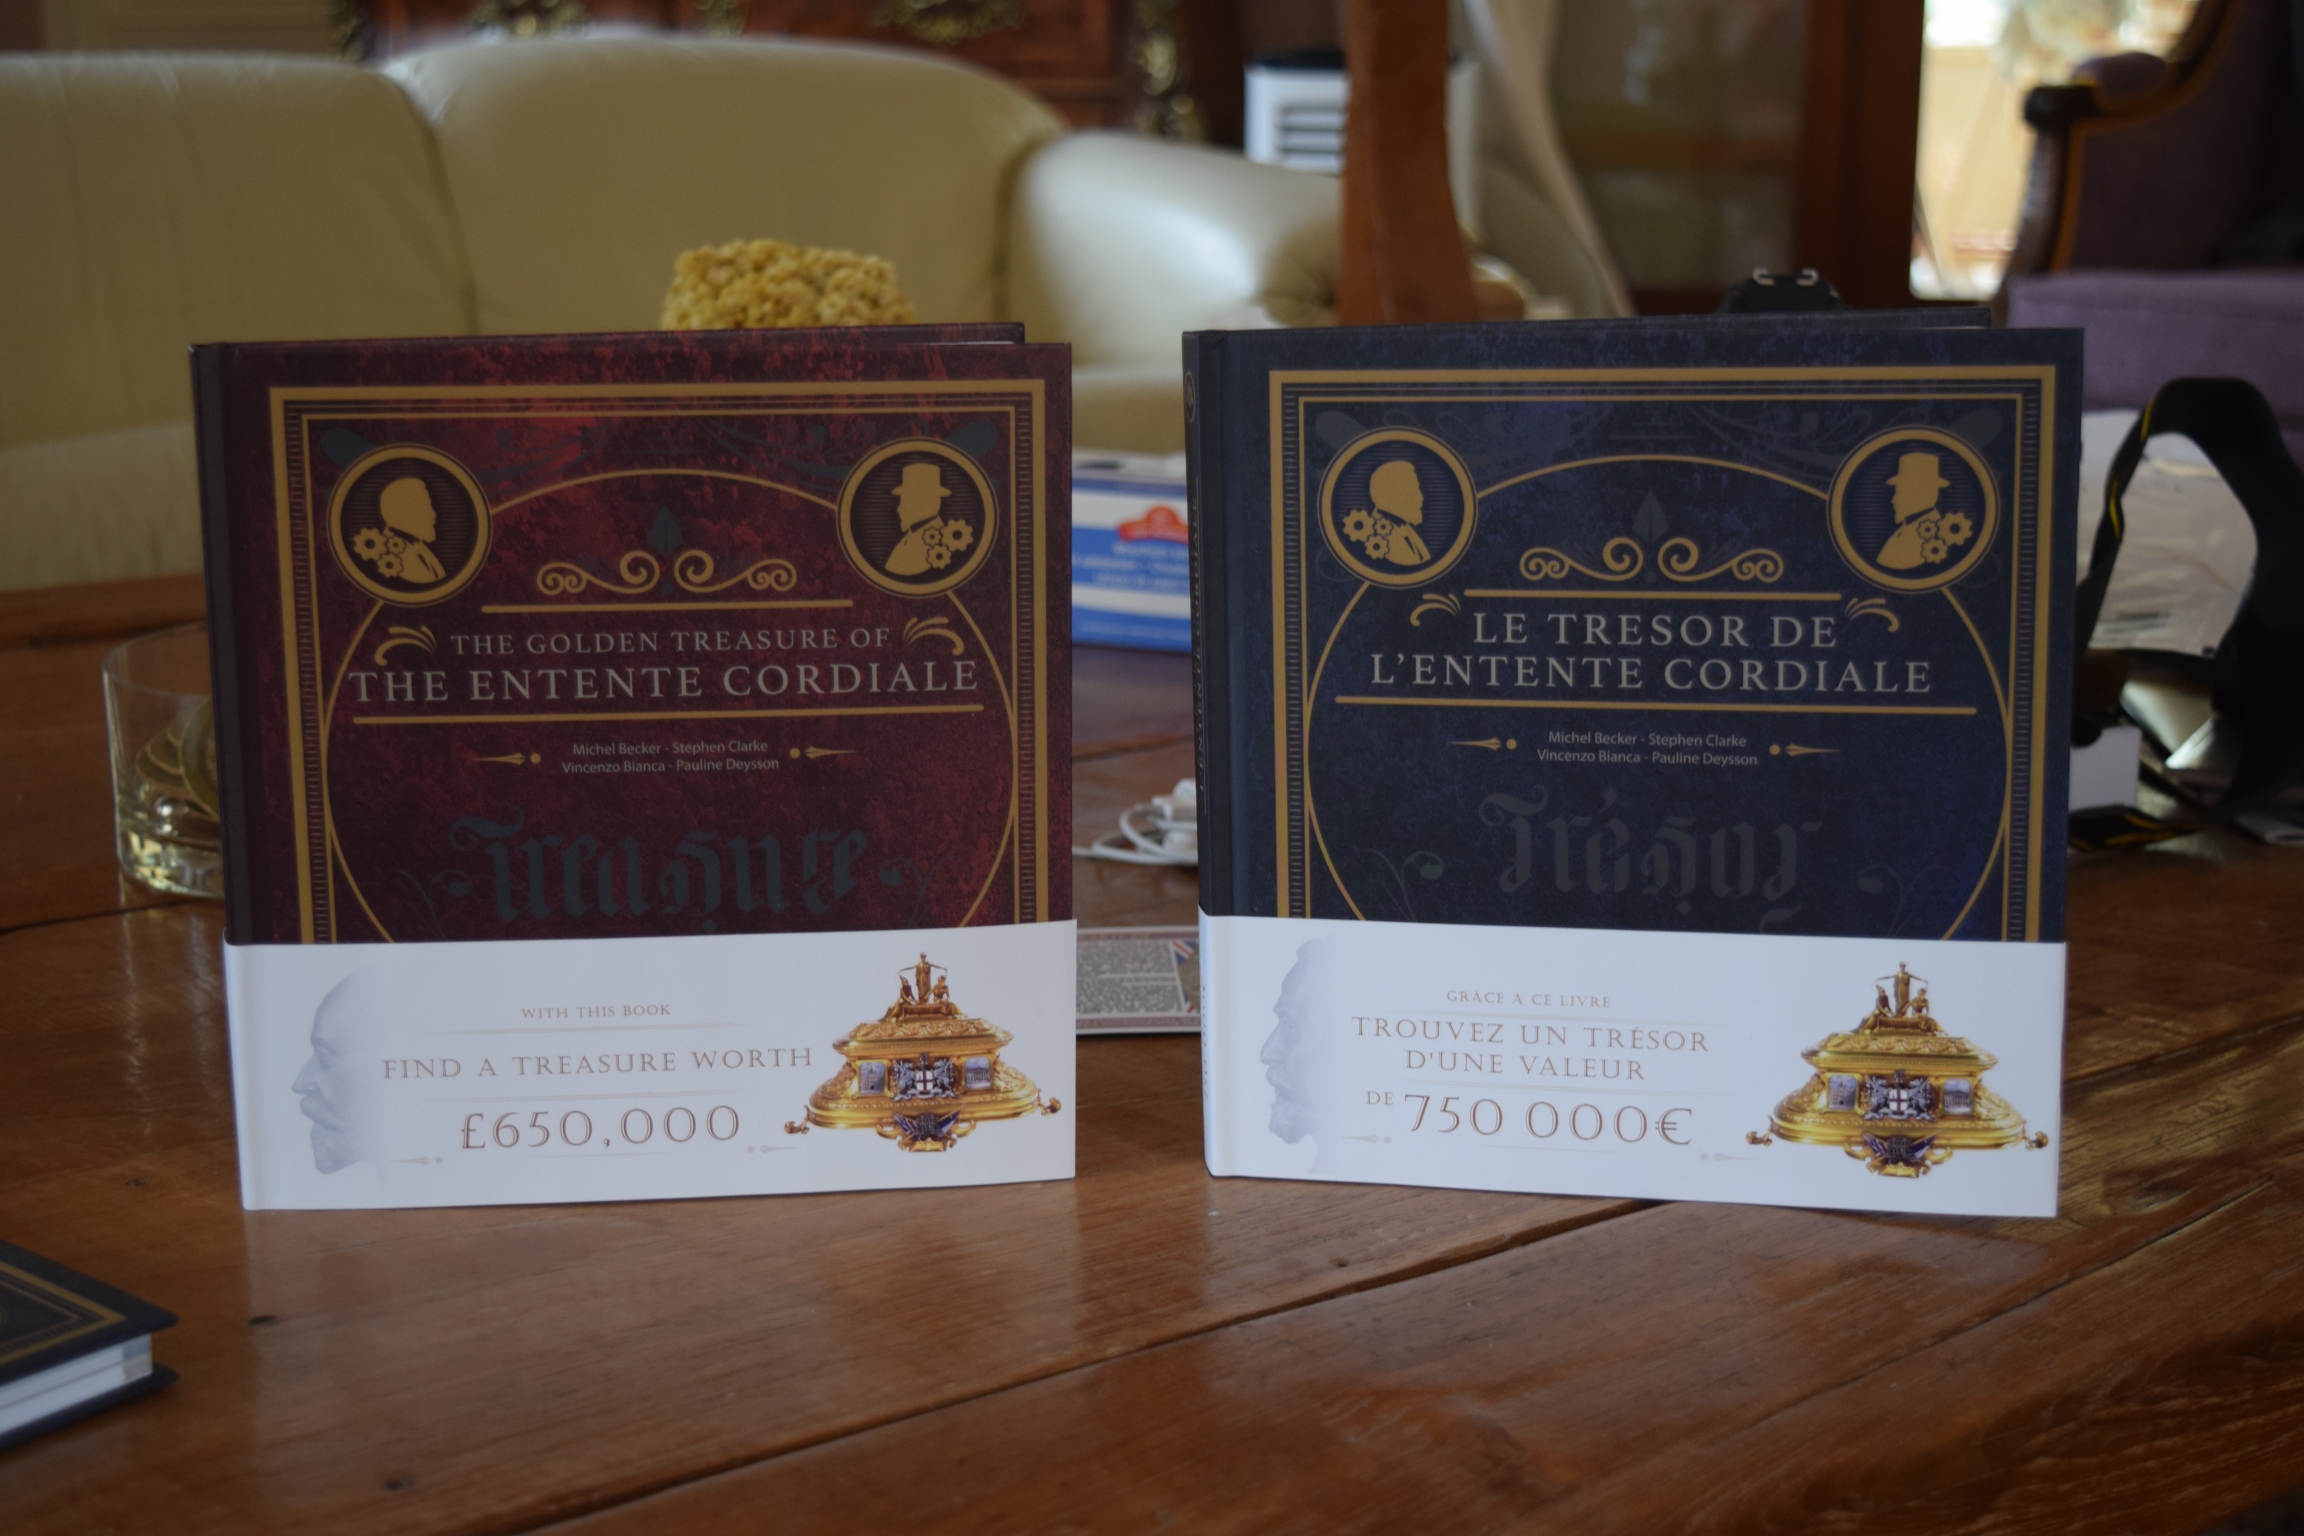 THE GOLDEN TREASURE OF
THE ENTENTE CORDIALE
Michel Becker - Stephen Clarke
Vincenzo Bianca - Pauline Deysson
Treasure
WITH THIS BOOK
FIND A TREASURE WORTH
£650,000
LE TRESOR DE
L'ENTENTE CORDIALE
Michel Becker - Stephen Clarke
Vincenzo Bianca - Pauline Deysson
Trésor
GRÂCE À CE LIVRE
TROUVEZ UN TRÉSOR
D'UNE VALEUR
DE 750 000€